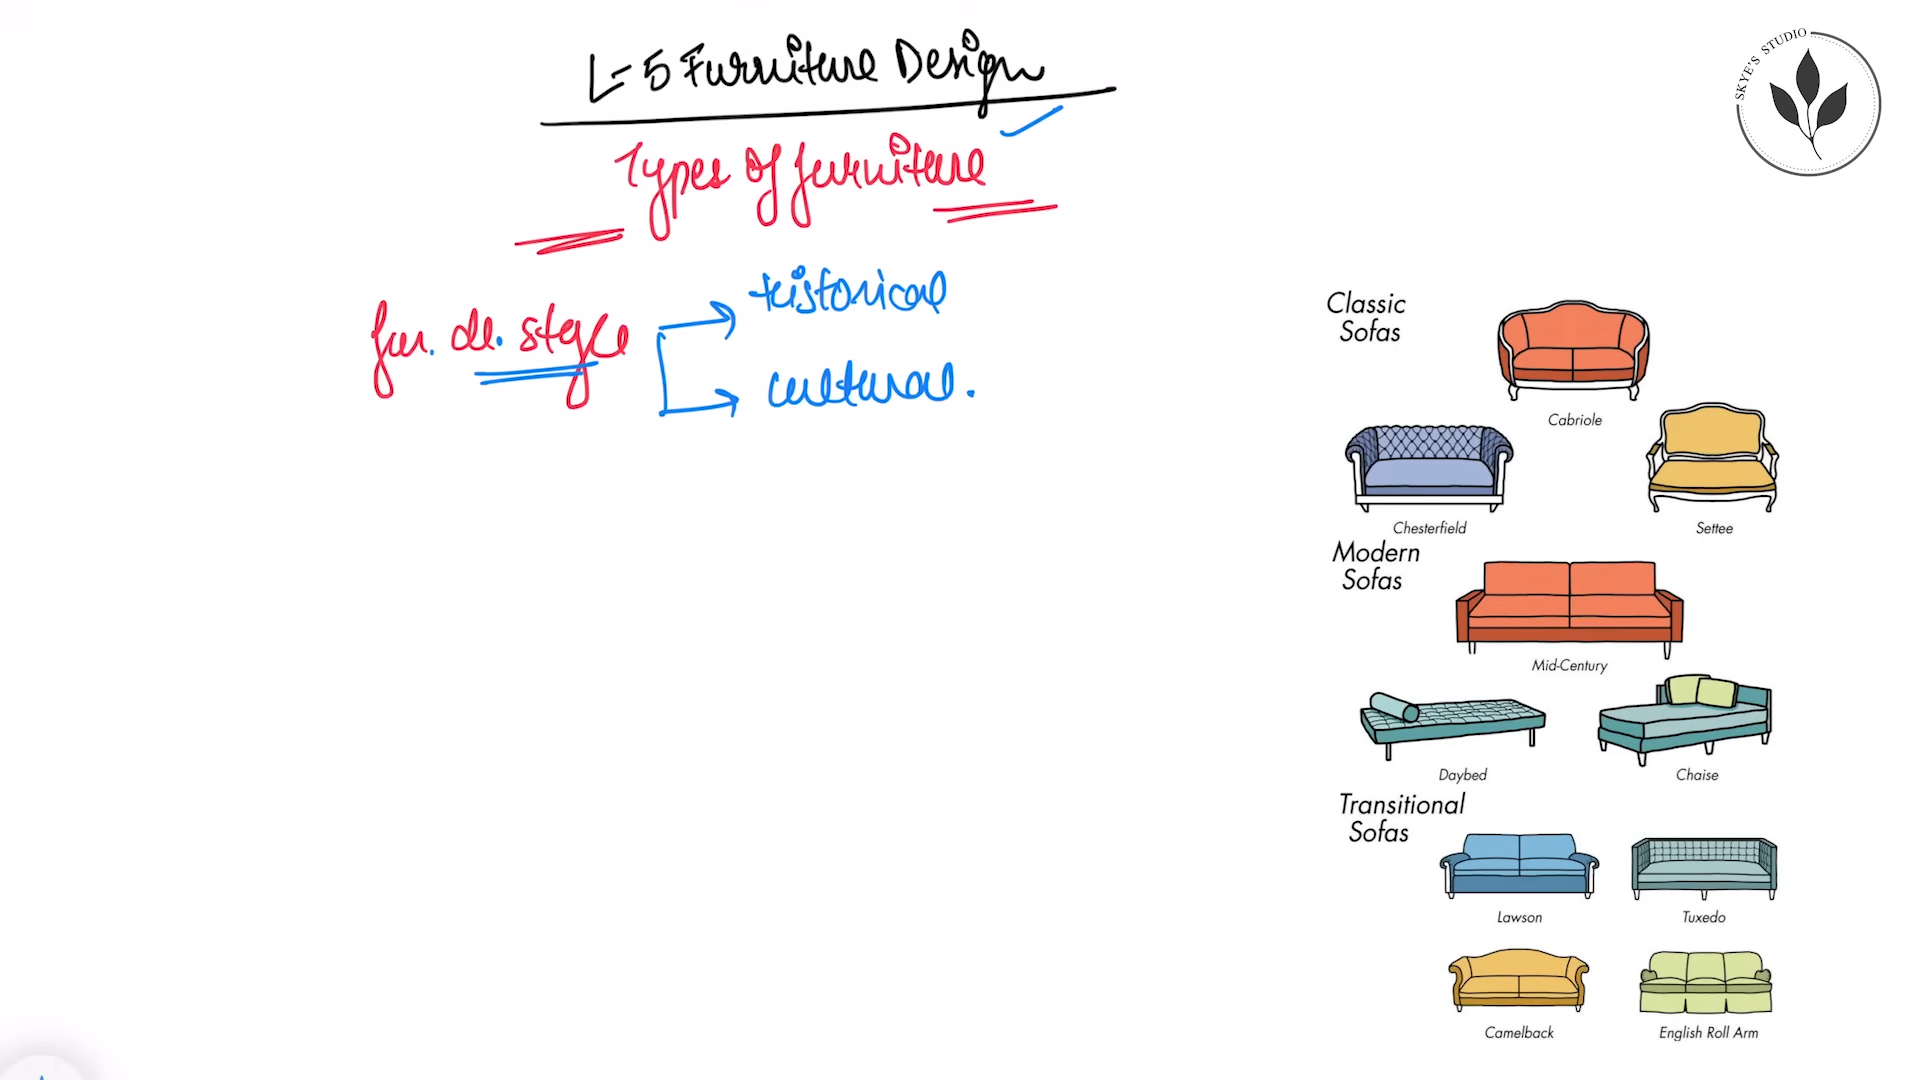 L-5 Furniture Design
Types of furniture
fur. de. style
Historical
cultural.
SKYE'S STUDIO
Classic
Sofas
Cabriole
Chesterfield
Settee
Modern
Sofas
Mid-Century
Daybed
Chaise
Transitional
Sofas
Lawson
Tuxedo
Camelback
English Roll Arm